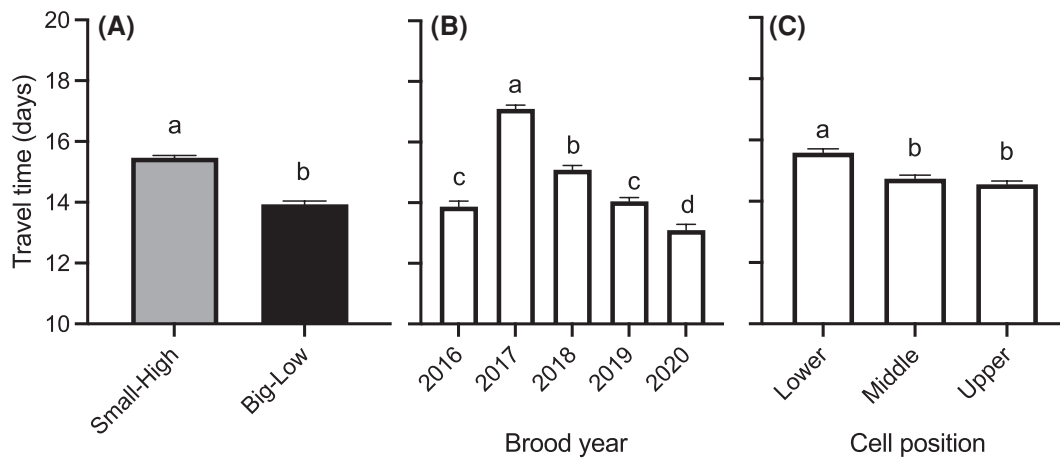 (A)
Travel time (days)
20
18
16
14
12
10
a
b
Small-High
Big-Low
(B)
c
a
b
c
d
2016
2017
2018
2019
2020
Brood year
(C)
a
b
b
Lower
Middle
Upper
Cell position